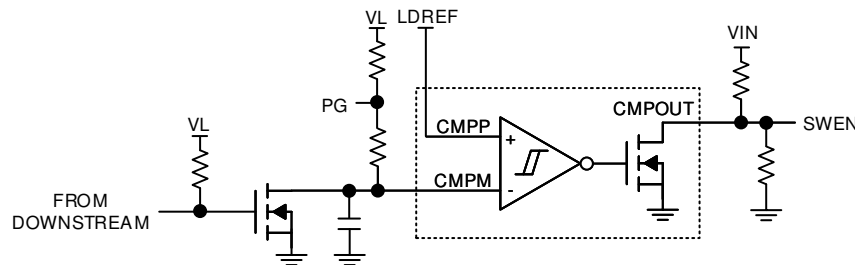 VL
LDREF
VIN
PG
CMPOUT
CMPP
+
SWEN
VL
CMPM
-
FROM
DOWNSTREAM